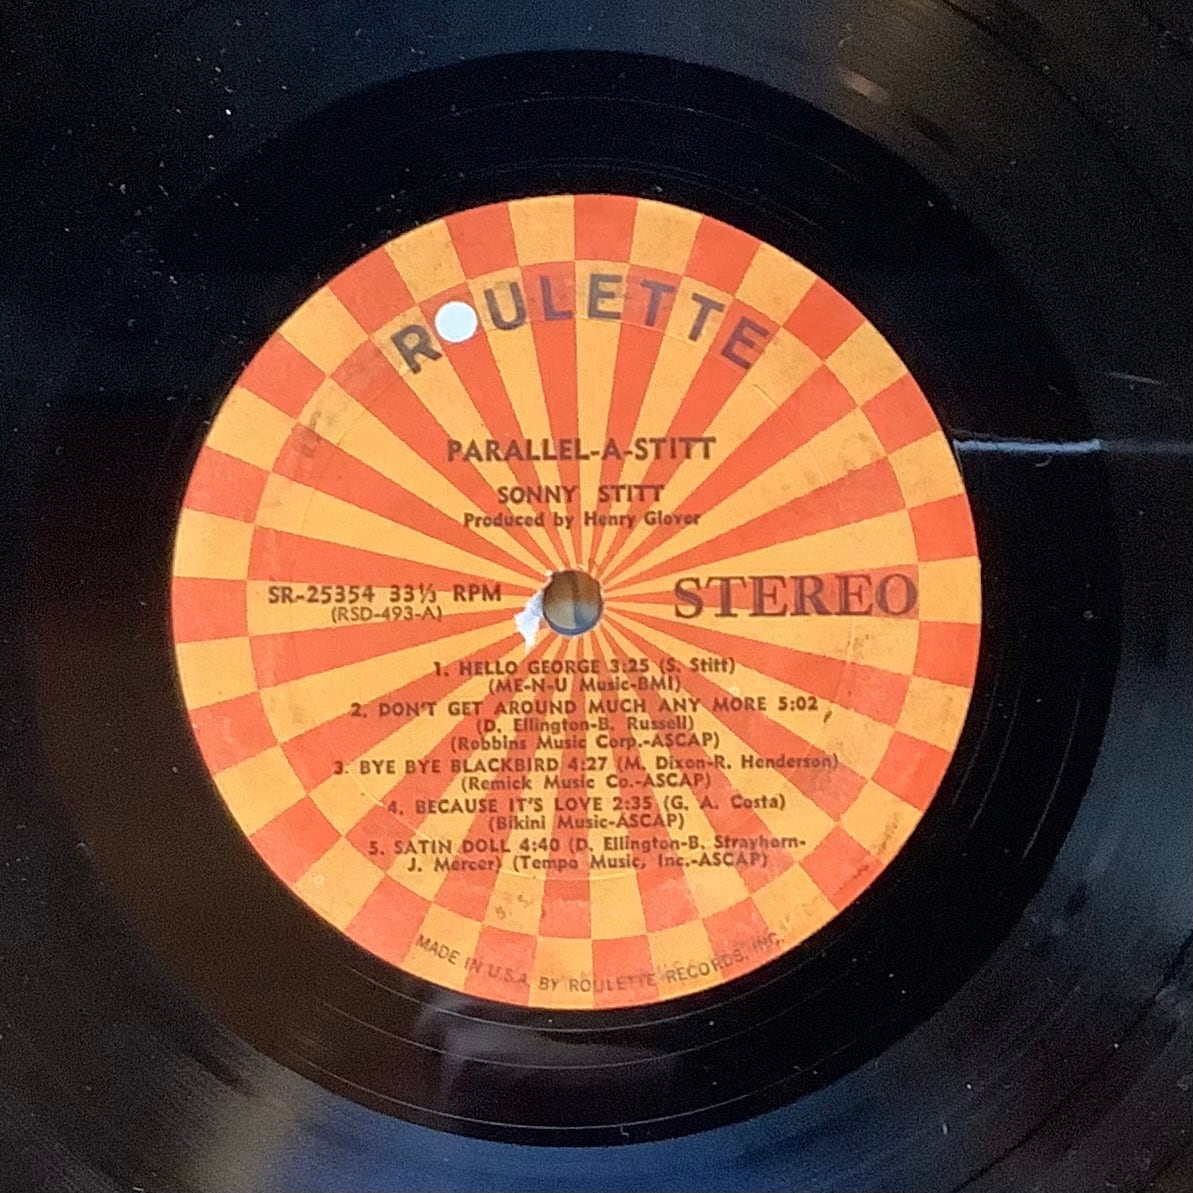 ROULETTE
PARALLEL-A-STITT
SONNY STITT
Produced by Henry Glover
SR-25354 33⅓ RPM
(RSD-493-A)
STEREO
1. HELLO GEORGE 3:25 (S. Stitt)
(ME-N-U Music-BMI)
2. DON'T GET AROUND MUCH ANY MORE 5:02
(D. Ellington-B. Russell)
(Robbins Music Corp.-ASCAP)
3. BYE BYE BLACKBIRD 4:27 (M. Dixon-R. Henderson)
(Remick Music Co.-ASCAP)
4. BECAUSE IT'S LOVE 2:35 (G. A. Costa)
(Bikini Music-ASCAP)
5. SATIN DOLL 4:40 (D. Ellington-B. Strayhorn-
J. Mercer) (Tempo Music, Inc.-ASCAP)
MADE IN U.S.A. BY ROULETTE RECORDS, INC.